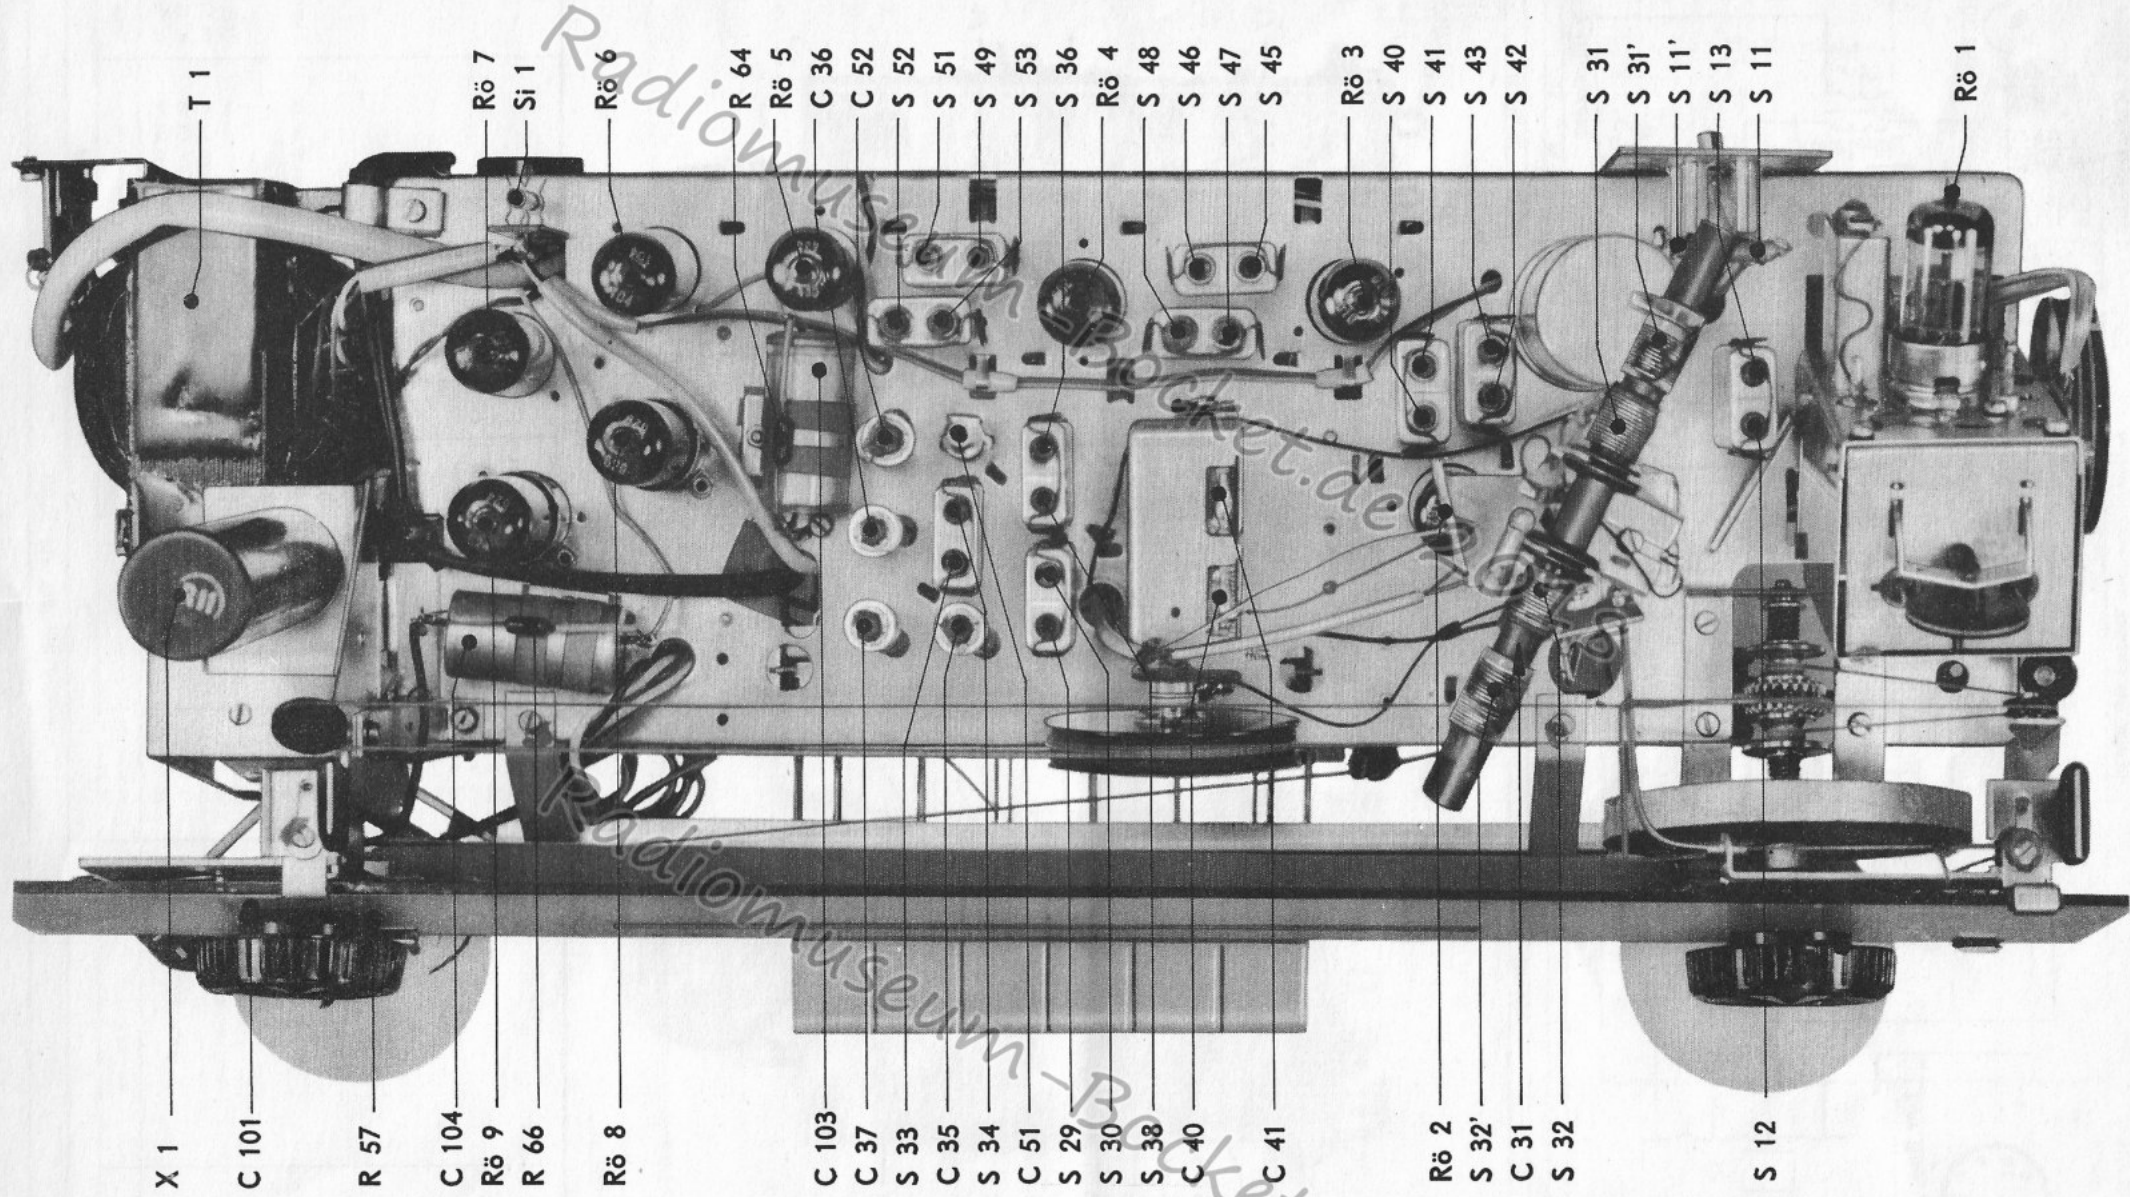 T 1
Rö 7
Si 1
Rö 6
R 64
Rö 5
C 36
C 52
S 52
S 51
S 49
S 53
S 36
Rö 4
S 48
S 46
S 47
S 45
Rö 3
S 40
S 41
S 43
S 42
S 31
S 31'
S 11'
S 13
S 11
Rö 1
Radiomuseum-Bocket.de 2018
Radiomuseum-Bocket
X 1
C 101
R 57
C 104
Rö 9
R 66
Rö 8
C 103
C 37
S 33
C 35
S 34
C 51
S 29
S 30
S 38
C 40
C 41
Rö 2
S 32'
C 31
S 32
S 12